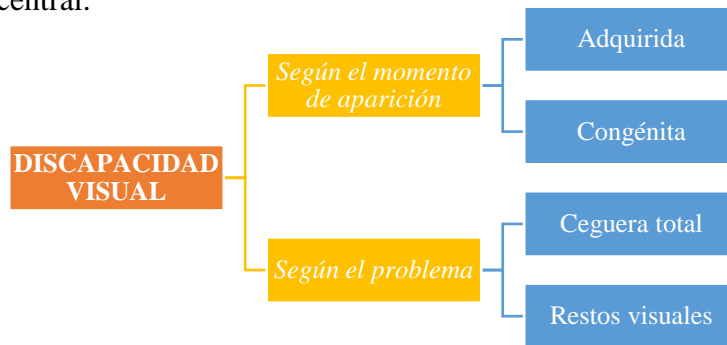 central.
Según el momento
de aparición
Adquirida
Congénita
DISCAPACIDAD
VISUAL
Según el problema
Ceguera total
Restos visuales